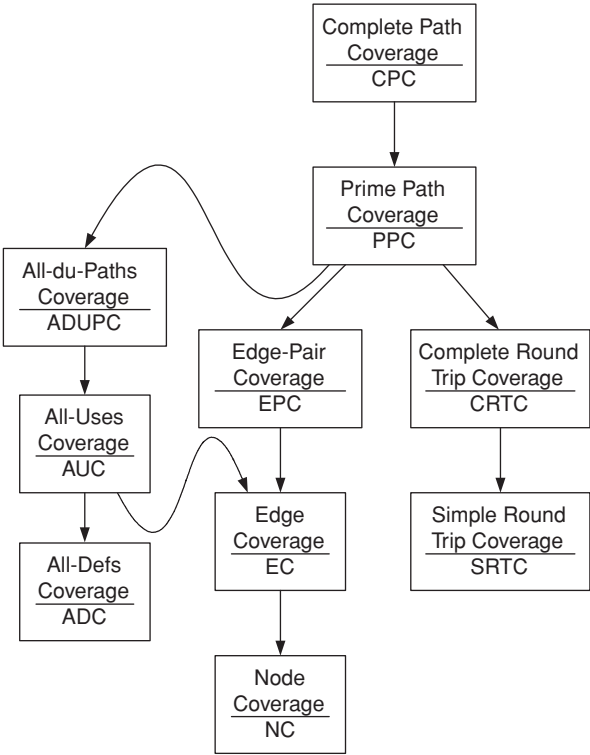 Complete Path
Coverage
CPC
Prime Path
Coverage
PPC
All-du-Paths
Coverage
ADUPC
Edge-Pair
Coverage
EPC
Complete Round
Trip Coverage
CRTC
All-Uses
Coverage
AUC
Edge
Coverage
EC
Simple Round
Trip Coverage
SRTC
All-Defs
Coverage
ADC
Node
Coverage
NC